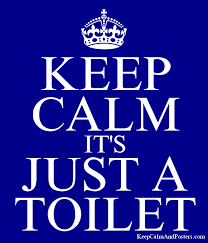 KEEP
CALM
IT'S
JUST A
TOILET
KeepCalmAndPosters.com